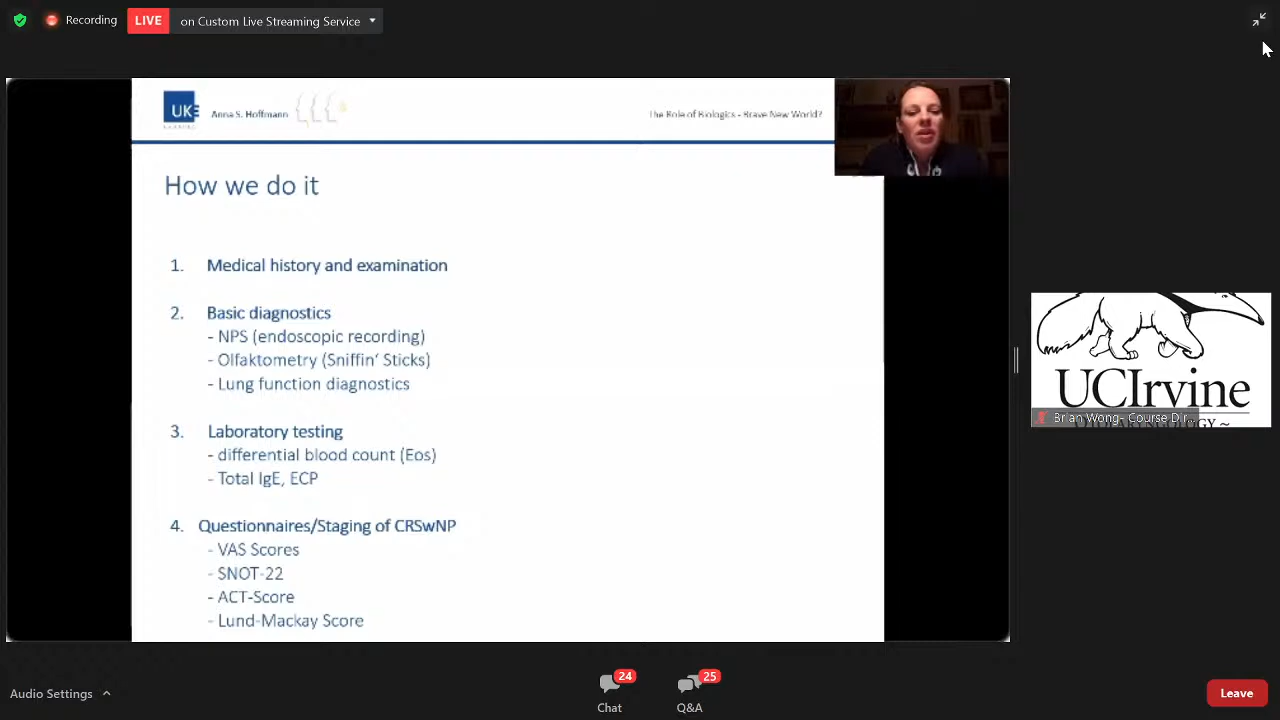 Recording
LIVE
on Custom Live Streaming Service
UKE
HAMBURG
Anna S. Hoffmann
The Role of Biologics - Brave New World?
How we do it
1. Medical history and examination
2. Basic diagnostics
- NPS (endoscopic recording)
- Olfaktometry (Sniffin' Sticks)
- Lung function diagnostics
3. Laboratory testing
- differential blood count (Eos)
- Total IgE, ECP
4. Questionnaires/Staging of CRSwNP
- VAS Scores
- SNOT-22
- ACT-Score
- Lund-Mackay Score
UCIrvine
Brian Wong- Course Dir...
Audio Settings
24
Chat
25
Q&A
Leave